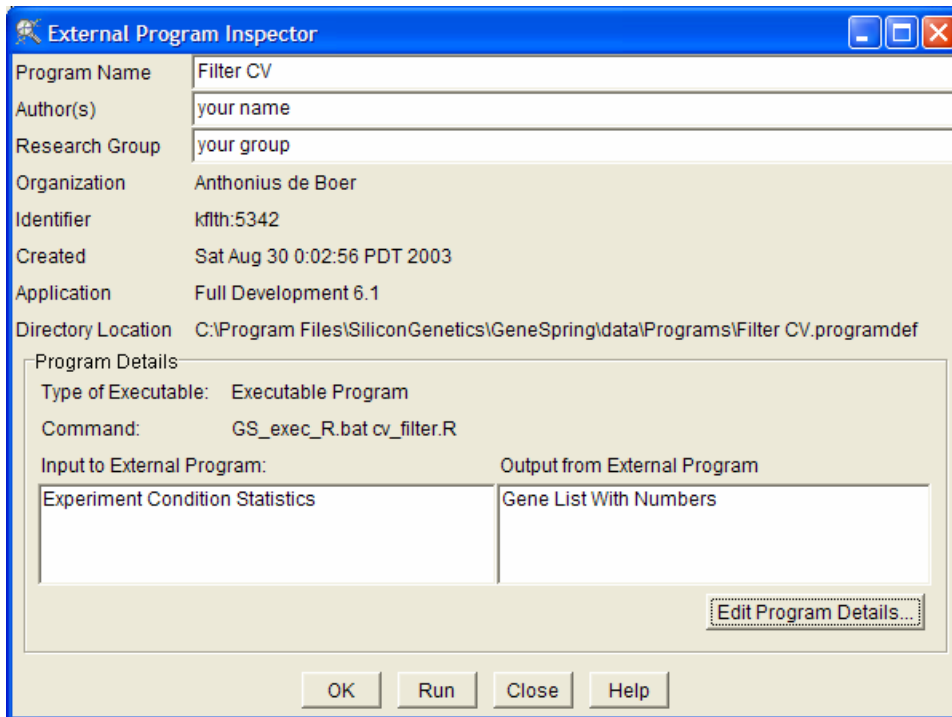 External Program Inspector
Program Name Filter CV
Author(s) your name
Research Group your group
Organization Anthonius de Boer
Identifier kflth:5342
Created Sat Aug 30 0:02:56 PDT 2003
Application Full Development 6.1
Directory Location C:\Program Files\SiliconGenetics\GeneSpring\data\Programs\Filter CV.programdef
Program Details
Type of Executable: Executable Program
Command: GS_exec_R.bat cv_filter.R
Input to External Program: Output from External Program
Experiment Condition Statistics Gene List With Numbers
Edit Program Details...
OK Run Close Help